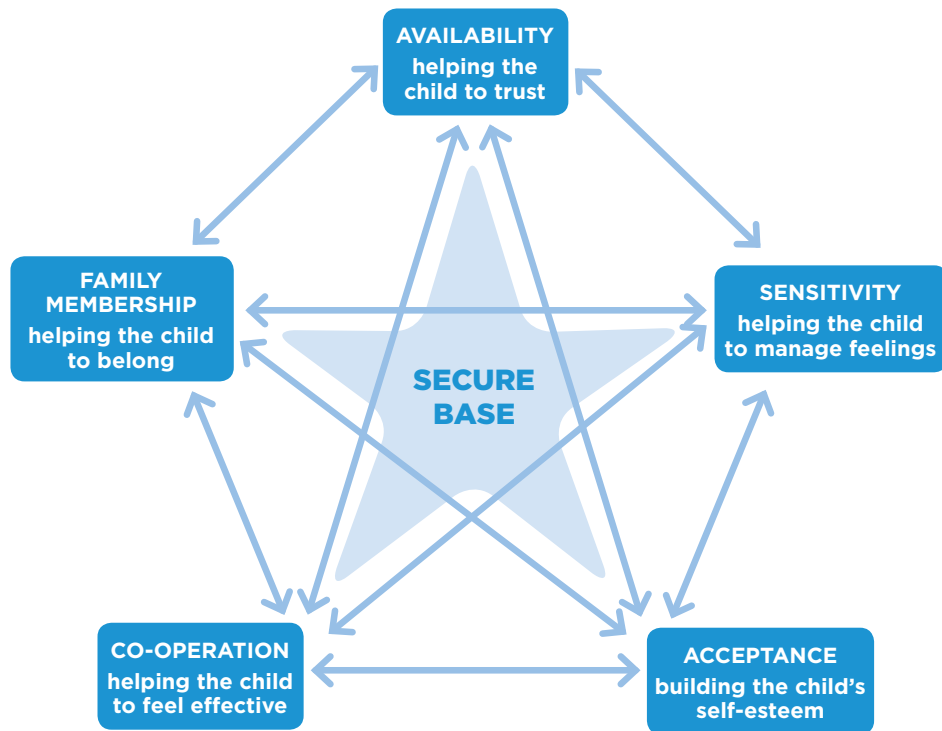 AVAILABILITY
helping the
child to trust
FAMILY
MEMBERSHIP
helping the child
to belong
SENSITIVITY
helping the child
to manage feelings
SECURE
BASE
CO-OPERATION
helping the child
to feel effective
ACCEPTANCE
building the child’s
self-esteem